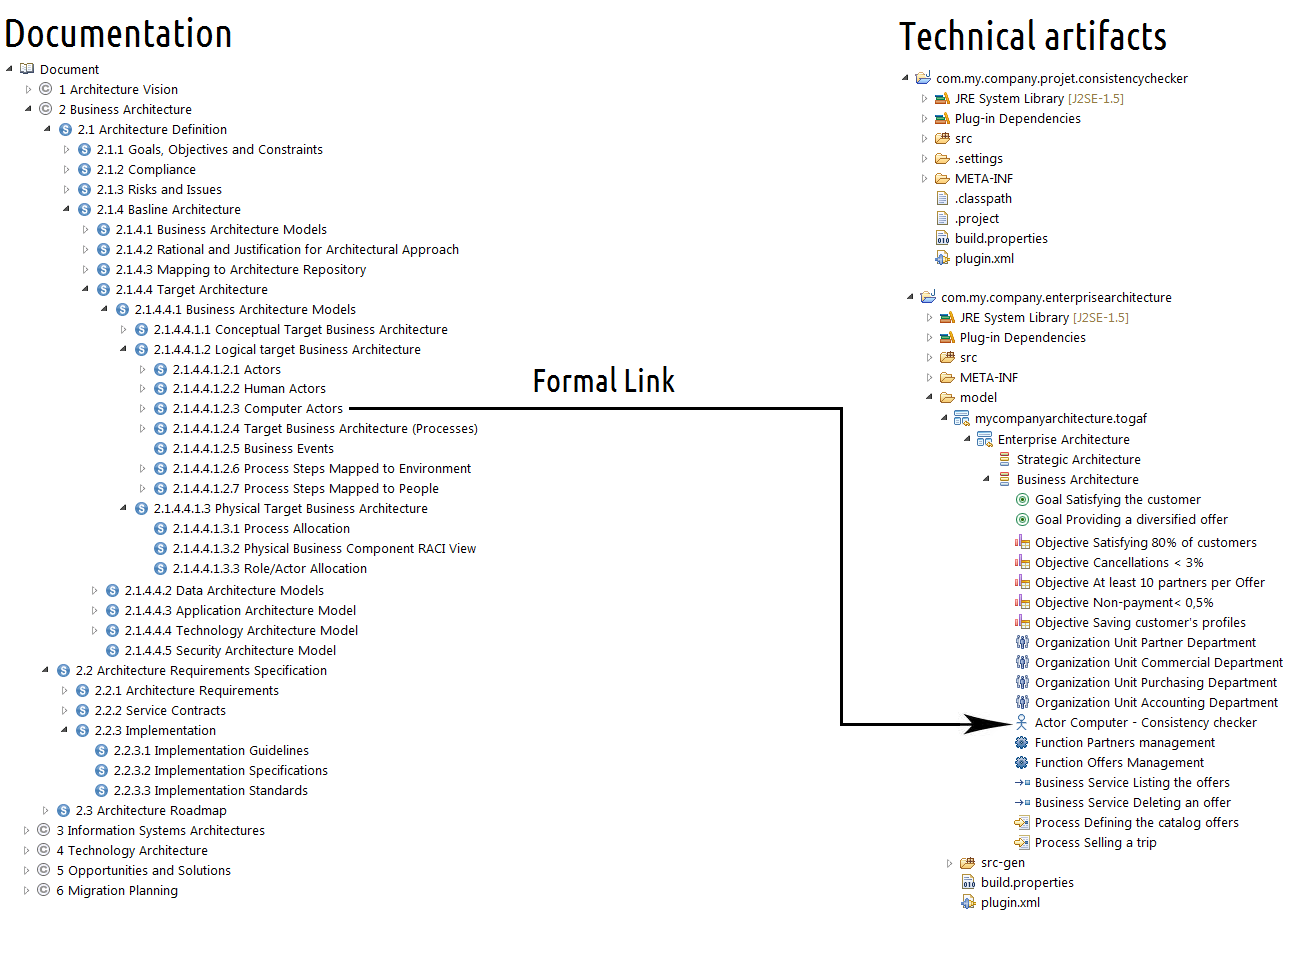 Documentation
Document
1 Architecture Vision
2 Business Architecture
2.1 Architecture Definition
2.1.1 Goals, Objectives and Constraints
2.1.2 Compliance
2.1.3 Risks and Issues
2.1.4 Basline Architecture
2.1.4.1 Business Architecture Models
2.1.4.2 Rational and Justification for Architectural Approach
2.1.4.3 Mapping to Architecture Repository
2.1.4.4 Target Architecture
2.1.4.4.1 Business Architecture Models
2.1.4.4.1.1 Conceptual Target Business Architecture
2.1.4.4.1.2 Logical target Business Architecture
2.1.4.4.1.2.1 Actors
2.1.4.4.1.2.2 Human Actors
2.1.4.4.1.2.3 Computer Actors
2.1.4.4.1.2.4 Target Business Architecture (Processes)
2.1.4.4.1.2.5 Business Events
2.1.4.4.1.2.6 Process Steps Mapped to Environment
2.1.4.4.1.2.7 Process Steps Mapped to People
2.1.4.4.1.3 Physical Target Business Architecture
2.1.4.4.1.3.1 Process Allocation
2.1.4.4.1.3.2 Physical Business Component RACI View
2.1.4.4.1.3.3 Role/Actor Allocation
2.1.4.4.2 Data Architecture Models
2.1.4.4.3 Application Architecture Model
2.1.4.4.4 Technology Architecture Model
2.1.4.4.5 Security Architecture Model
2.2 Architecture Requirements Specification
2.2.1 Architecture Requirements
2.2.2 Service Contracts
2.2.3 Implementation
2.2.3.1 Implementation Guidelines
2.2.3.2 Implementation Specifications
2.2.3.3 Implementation Standards
2.3 Architecture Roadmap
3 Information Systems Architectures
4 Technology Architecture
5 Opportunities and Solutions
6 Migration Planning
Formal Link
Technical artifacts
com.my.company.projet.consistencychecker
JRE System Library [J2SE-1.5]
Plug-in Dependencies
src
.settings
META-INF
.classpath
.project
build.properties
plugin.xml
com.my.company.enterprisearchitecture
JRE System Library [J2SE-1.5]
Plug-in Dependencies
src
META-INF
model
mycompanyarchitecture.togaf
Enterprise Architecture
Strategic Architecture
Business Architecture
Goal Satisfying the customer
Goal Providing a diversified offer
Objective Satisfying 80% of customers
Objective Cancellations < 3%
Objective At least 10 partners per Offer
Objective Non-payment< 0,5%
Objective Saving customer's profiles
Organization Unit Partner Department
Organization Unit Commercial Department
Organization Unit Purchasing Department
Organization Unit Accounting Department
Actor Computer - Consistency checker
Function Partners management
Function Offers Management
Business Service Listing the offers
Business Service Deleting an offer
Process Defining the catalog offers
Process Selling a trip
src-gen
build.properties
plugin.xml